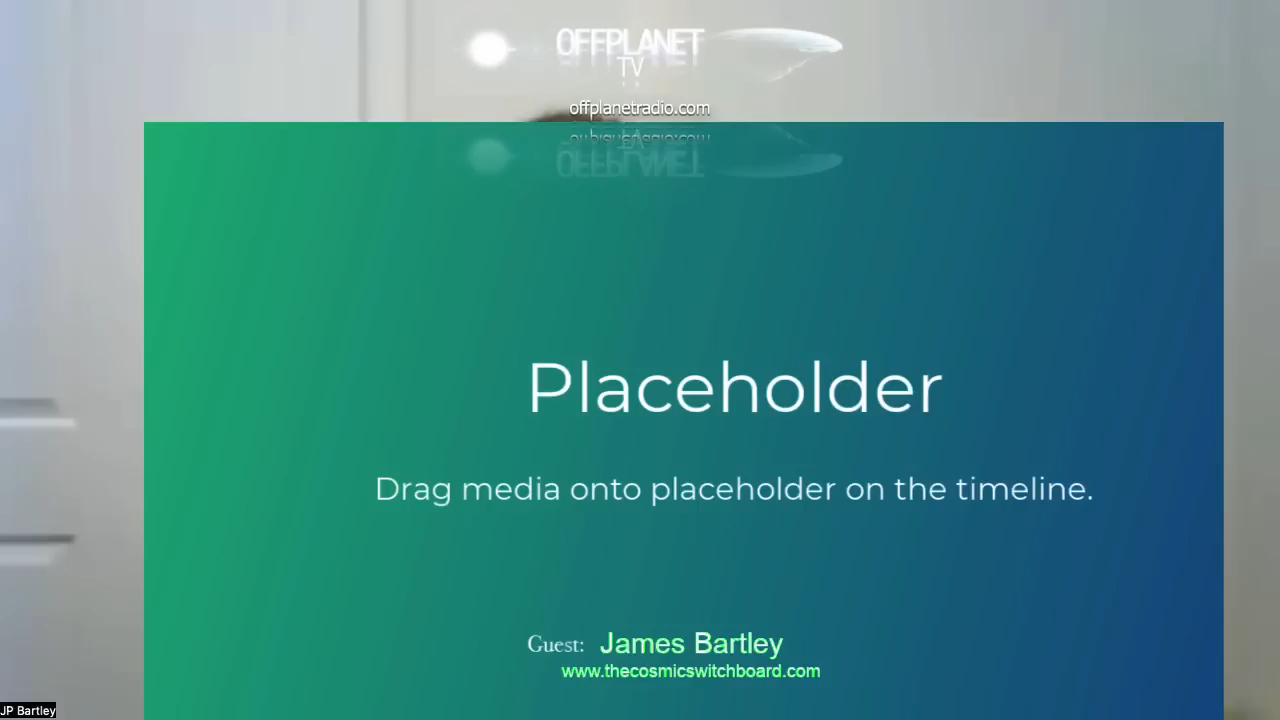 OFFPLANET
TV
offplanetradio.com
Placeholder
Drag media onto placeholder on the timeline.
Guest: James Bartley
www.thecosmicswitchboard.com
JP Bartley